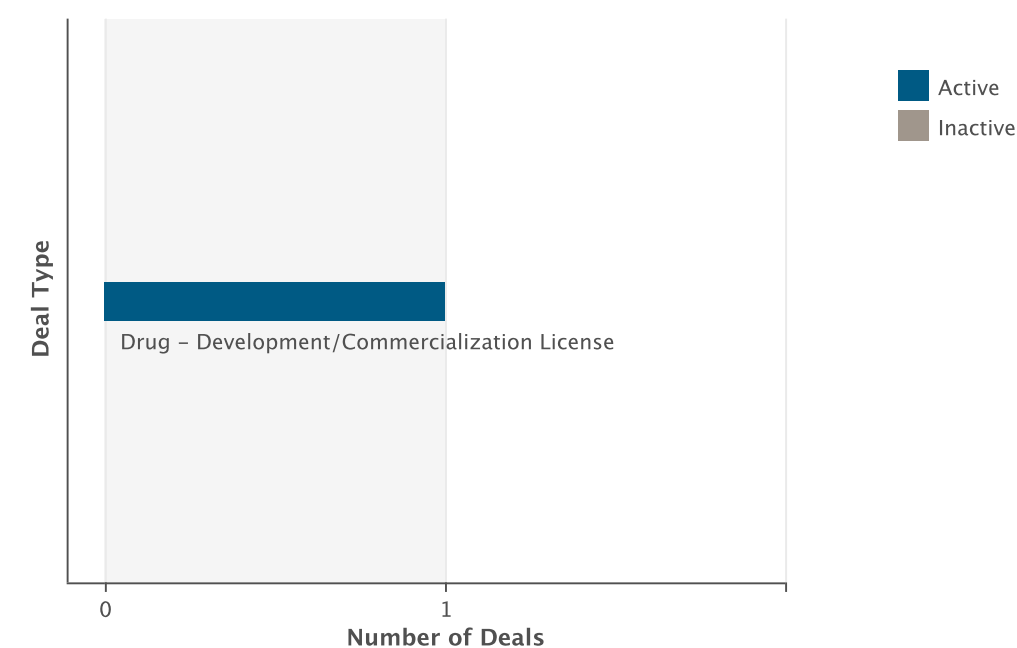 Active
Inactive
Deal Type
Drug – Development/Commercialization License
0
1
Number of Deals